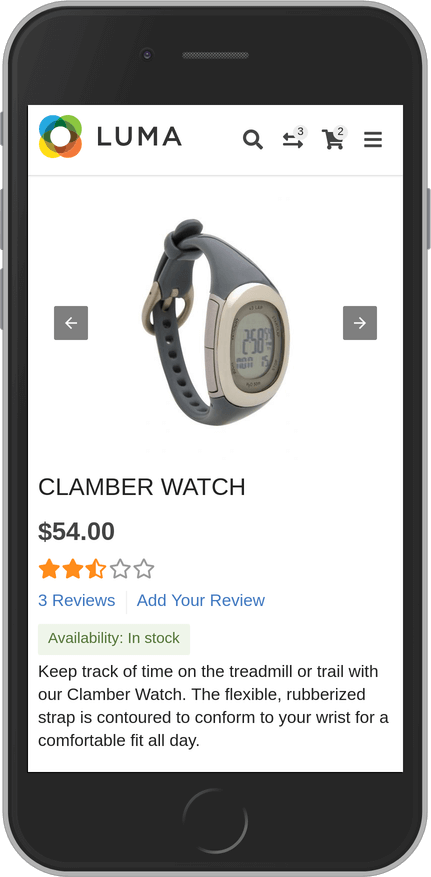 LUMA
3
2
CLAMBER WATCH
$54.00
3 Reviews
Add Your Review
Availability: In stock
Keep track of time on the treadmill or trail with
our Clamber Watch. The flexible, rubberized
strap is contoured to conform to your wrist for a
comfortable fit all day.